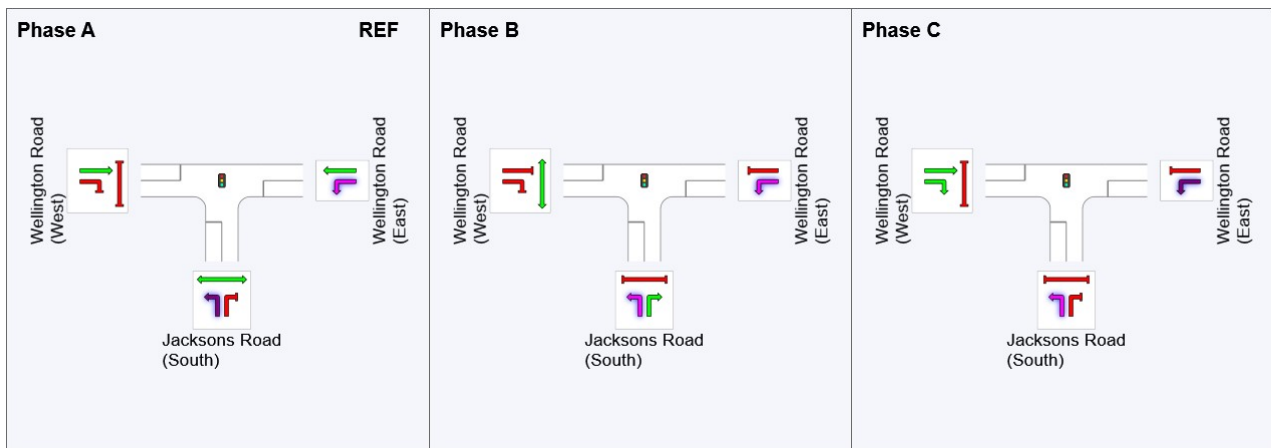 Phase A
REF
Wellington Road
(West)
Wellington Road
(East)
Jacksons Road
(South)
Phase B
Wellington Road
(West)
Wellington Road
(East)
Jacksons Road
(South)
Phase C
Wellington Road
(West)
Wellington Road
(East)
Jacksons Road
(South)